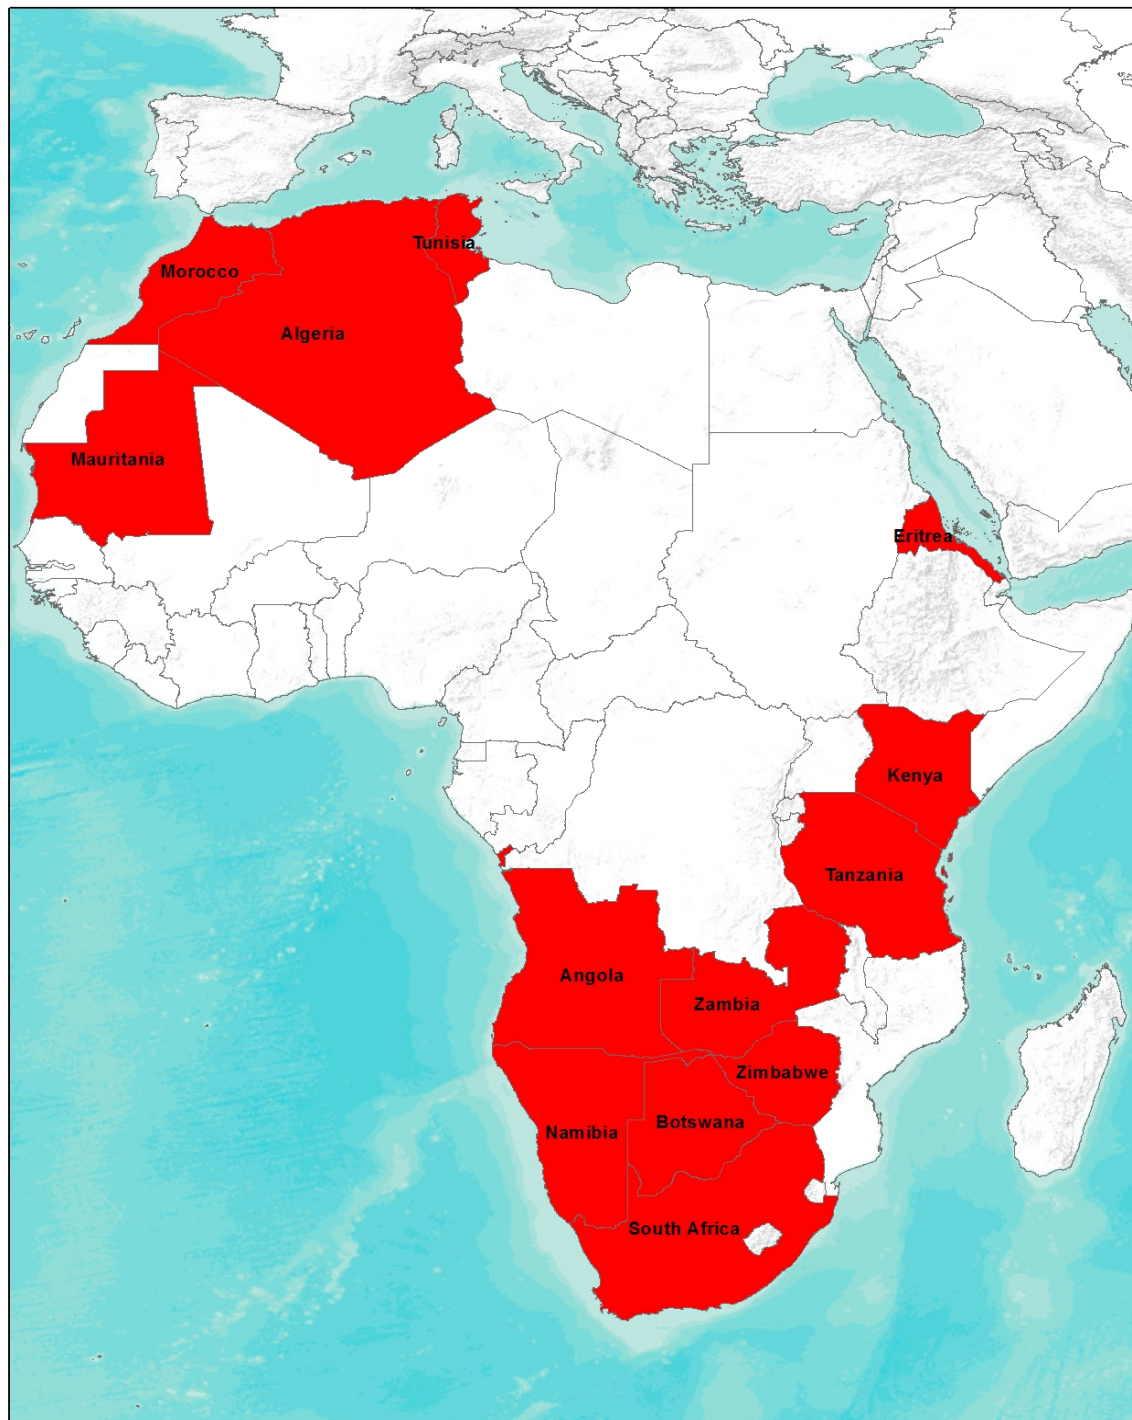 Tunisia
Morocco
Algeria
Mauritania
Eritrea
Kenya
Tanzania
Angola
Zambia
Zimbabwe
Botswana
Namibia
South Africa